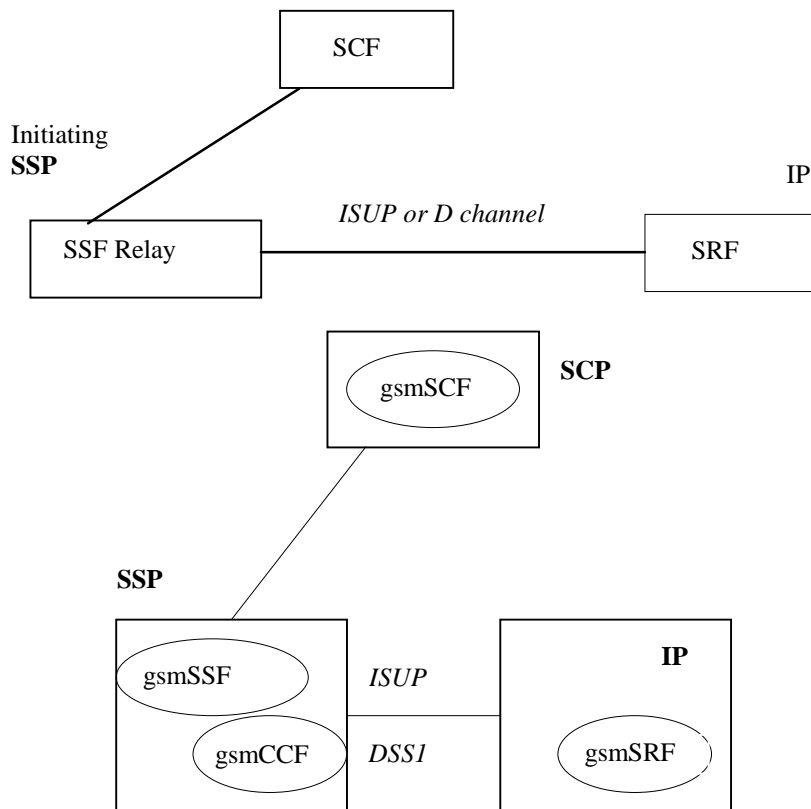 SCF
Initiating
SSP
IP
ISUP or D channel
SSF Relay
SRF
gsmSCF
SCP
SSP
IP
gsmSSF
ISUP
gsmCCF
DSS1
gsmSRF